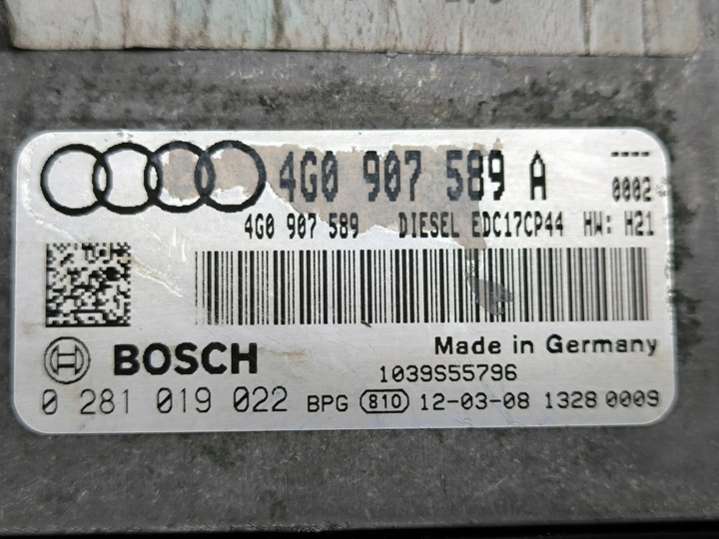 4G0 907 589 A
----
0002
4G0 907 589 DIESEL EDC17CP44 HW: H21
BOSCH
Made in Germany
1039S55796
0 281 019 022 BPG 810 12-03-08 1328 0009